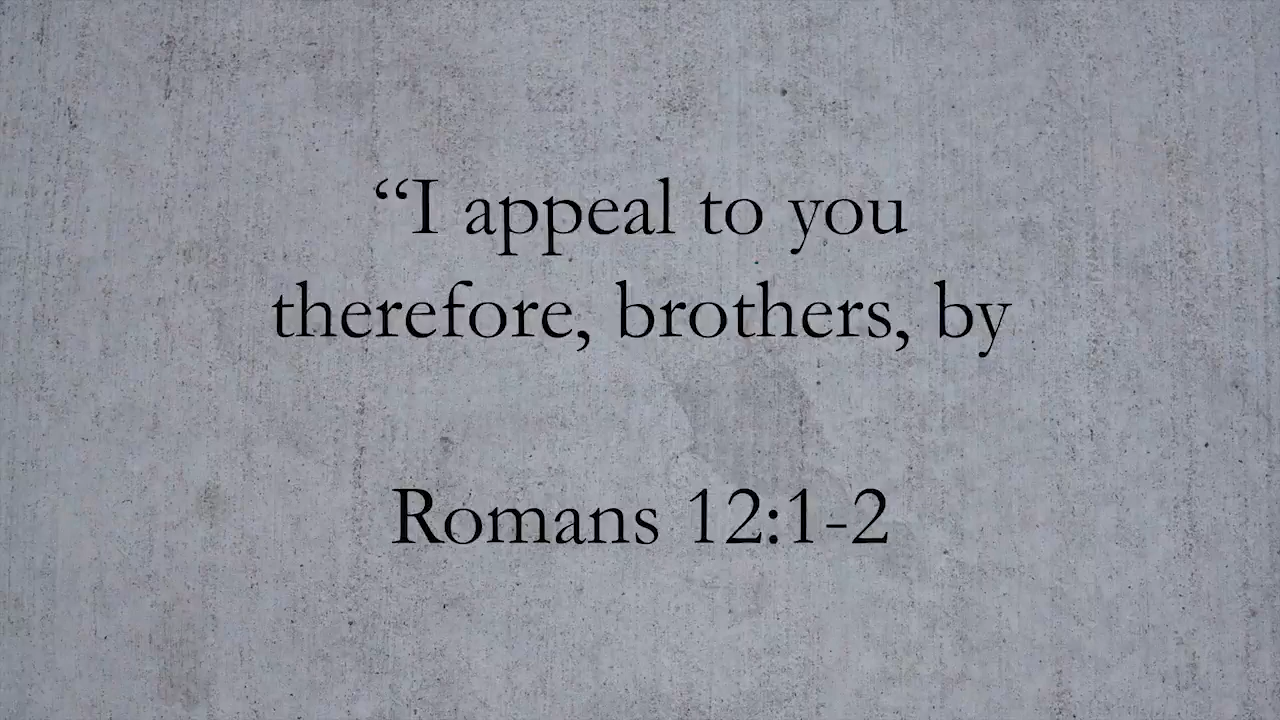 “I appeal to you
therefore, brothers, by
Romans 12:1-2